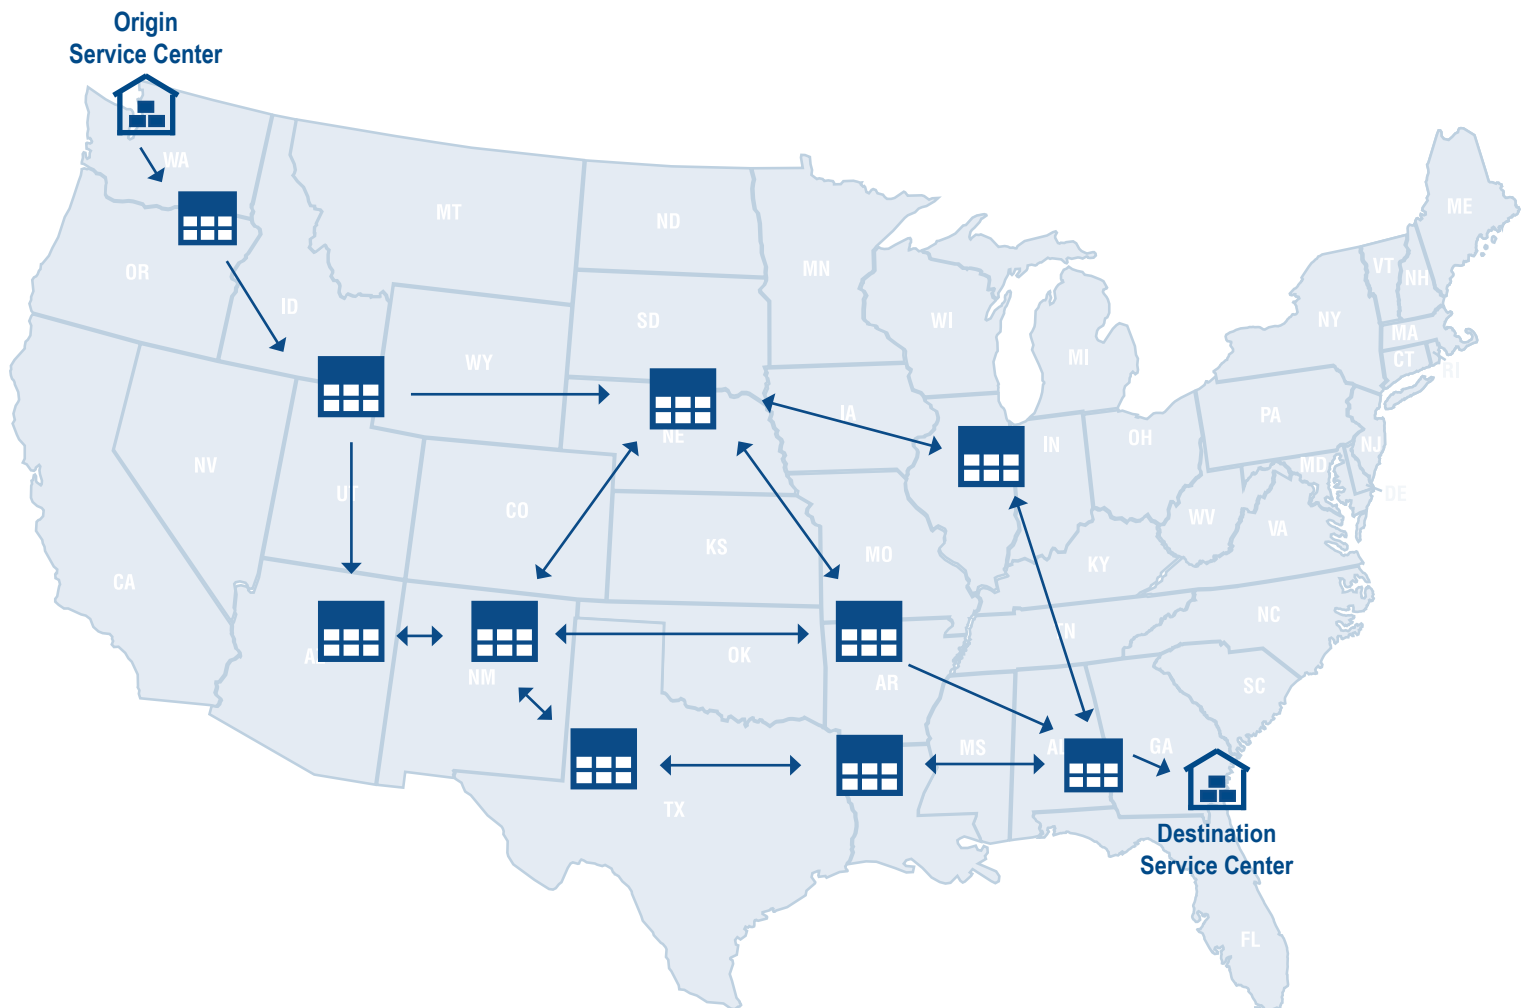 Origin
Service Center
WA
MT
ND
ME
OR
MN
VT
NH
ID
SD
WI
NY
WY
MI
MA
CT
RI
IA
PA
NE
IN
OH
NJ
NV
UT
MD
CO
DE
WV
VA
KS
MO
KY
CA
NC
OK
NM
AR
SC
MS
AL
GA
TX
Destination
Service Center
FL